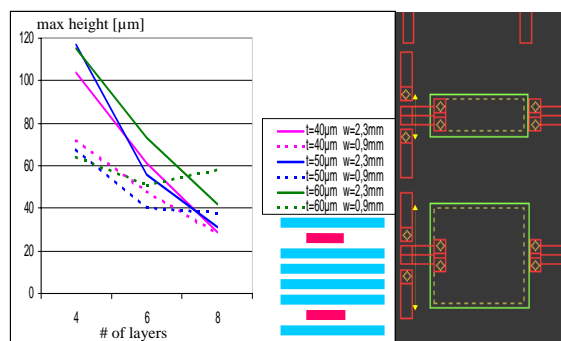 max height [µm]
120
100
80
60
40
20
0
4 6 8
# of layers
t=40µm w=2,3mm
t=40µm w=0,9mm
t=50µm w=2,3mm
t=50µm w=0,9mm
t=60µm w=2,3mm
t=60µm w=0,9mm